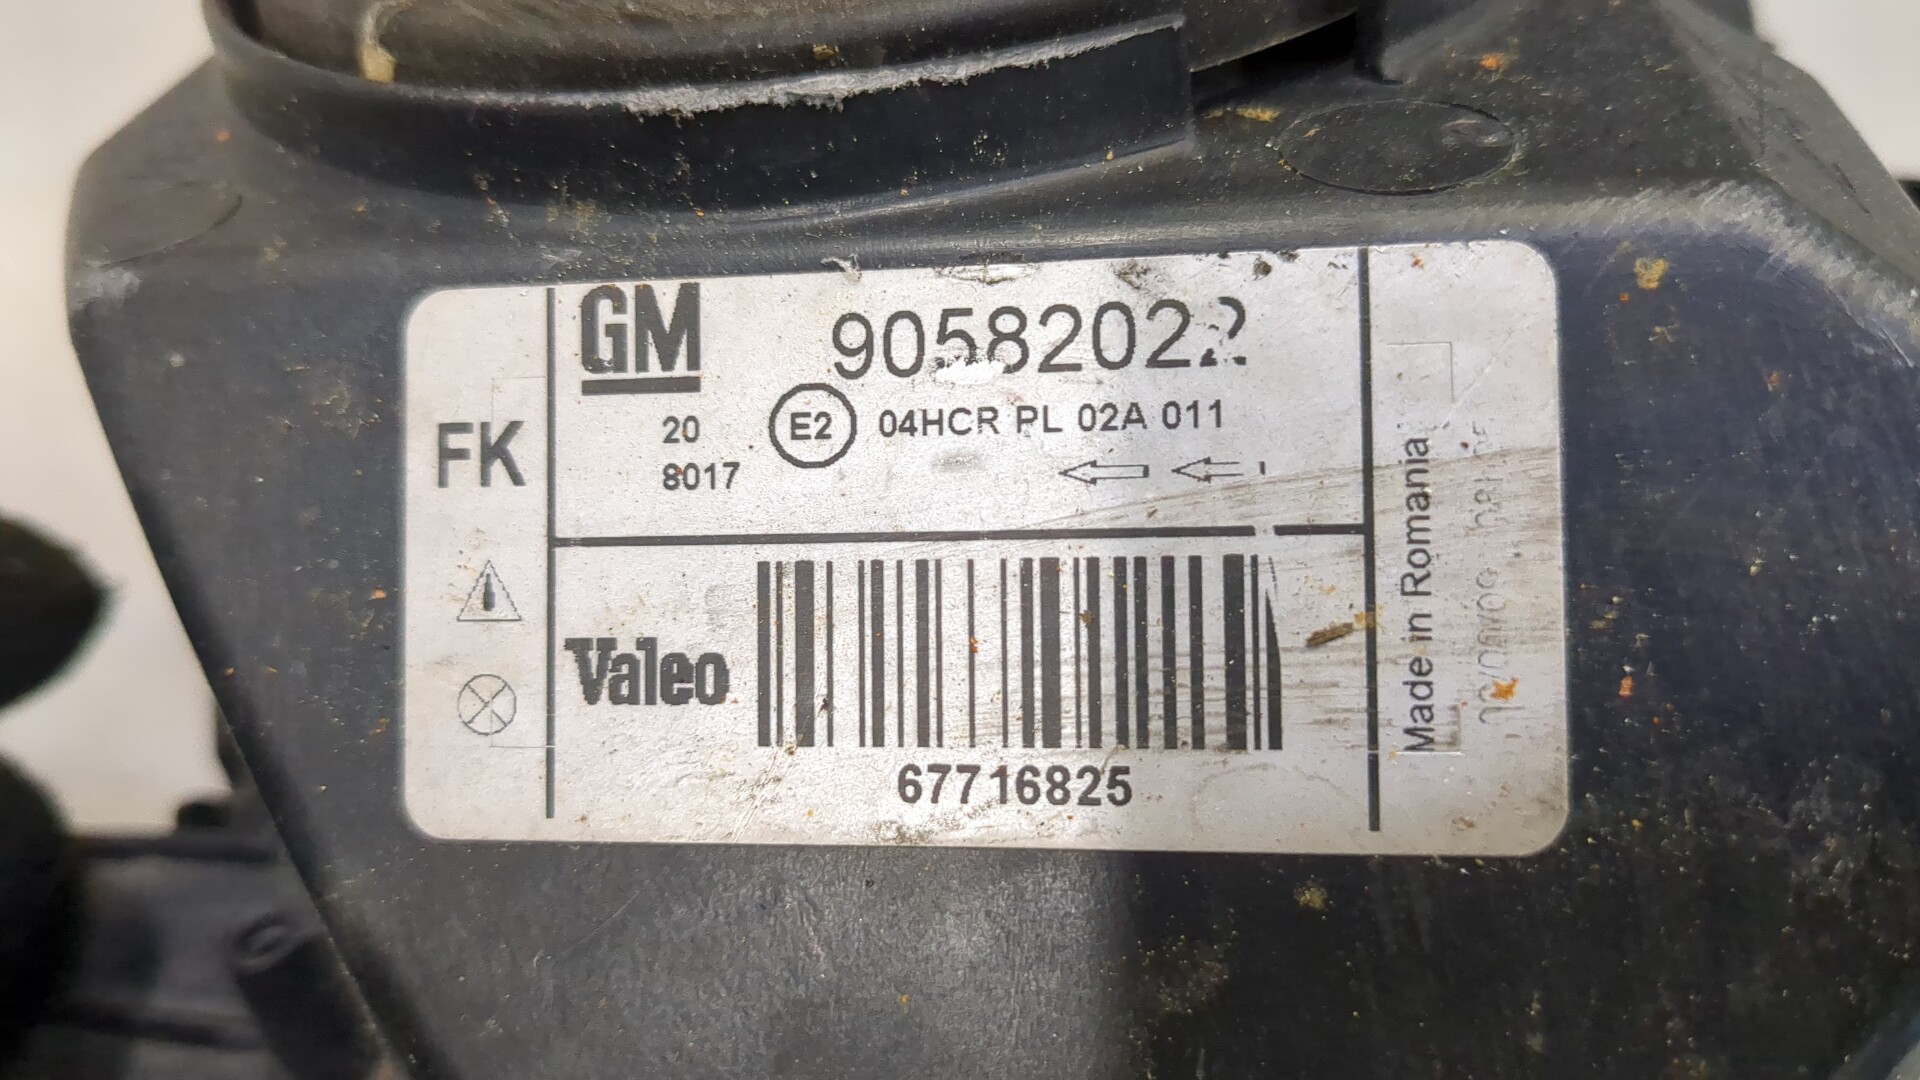 GM
90582022
FK
20
E2
04HCR PL 02A 011
8017
Valeo
67716825
Made in Romania